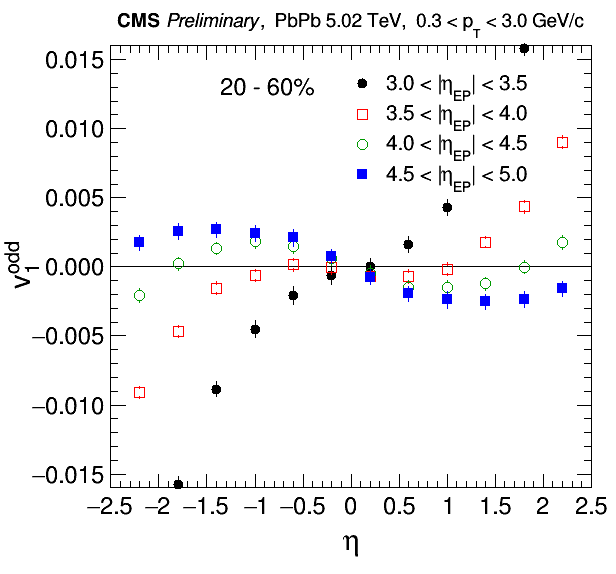 CMS Preliminary, PbPb 5.02 TeV, 0.3 < p_T < 3.0 GeV/c
20 - 60%
3.0 < |η_EP| < 3.5
3.5 < |η_EP| < 4.0
4.0 < |η_EP| < 4.5
4.5 < |η_EP| < 5.0
0.015
0.010
0.005
0.000
−0.005
−0.010
−0.015
v_1^odd
−2.5 −2 −1.5 −1 −0.5 0 0.5 1 1.5 2 2.5
η